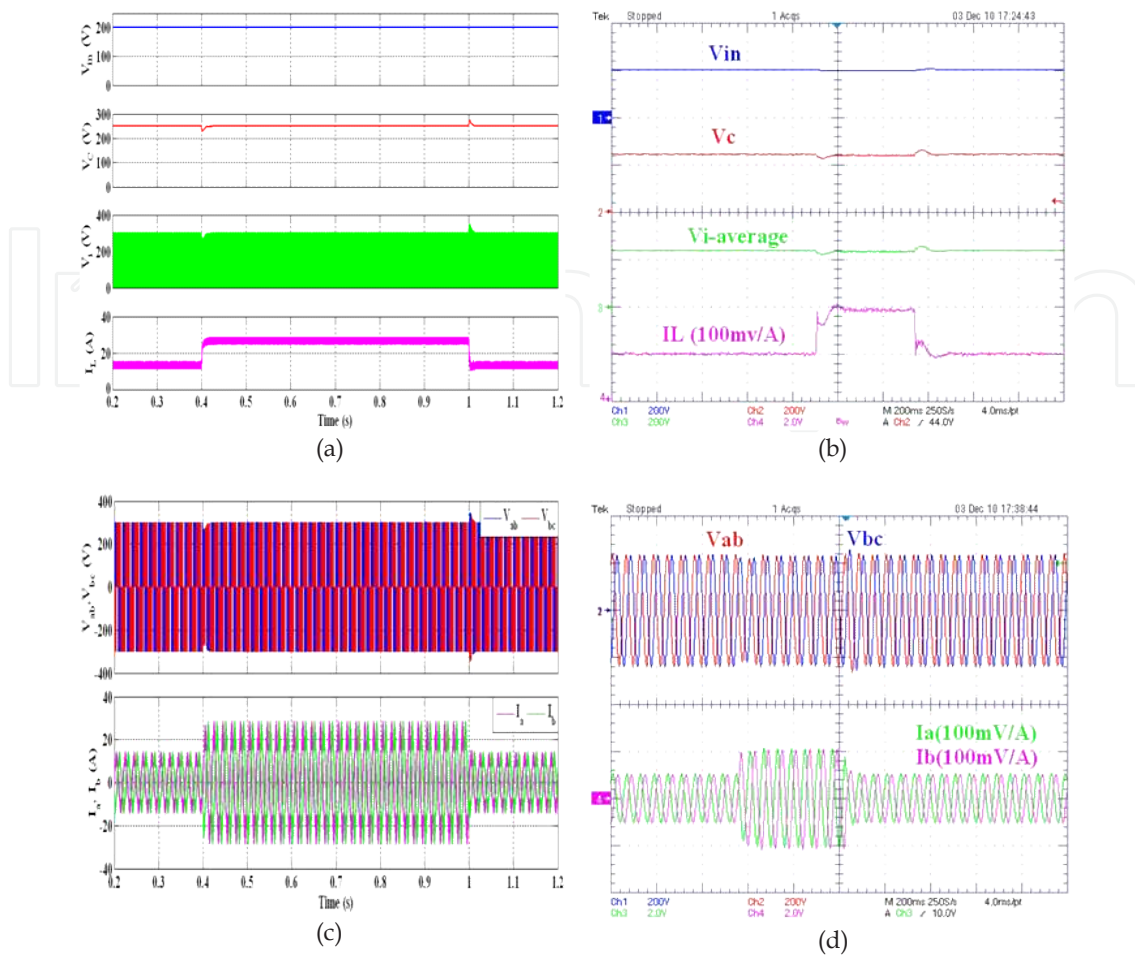 200
100
0
V_in (V)
300
200
100
0
V_C (V)
400
200
0
V_i (V)
40
20
0
I_L (A)
0.2 0.3 0.4 0.5 0.6 0.7 0.8 0.9 1 1.1 1.2
Time (s)
(a)
Tek Stopped 1 Acqs 03 Dec 10 17:24:43
Vin
1
Vc
2
Vi-average
3
IL (100mv/A)
4
Ch1 200V Ch2 200V M 200ms 250S/s 4.0ms/pt
Ch3 200V Ch4 2.0V A Ch2 / 44.0V
(b)
400
200
0
-200
-400
V_ab, V_bc (V)
V_ab V_bc
40
20
0
-20
-40
I_a, I_b (A)
I_a I_b
0.2 0.3 0.4 0.5 0.6 0.7 0.8 0.9 1 1.1 1.2
Time (s)
(c)
Tek Stopped 1 Acqs 03 Dec 10 17:38:44
Vab Vbc
2
Ia(100mV/A)
Ib(100mV/A)
4
Ch1 200V Ch2 200V M 200ms 250S/s 4.0ms/pt
Ch3 2.0V Ch4 2.0V A Ch3 / 10.0V
(d)